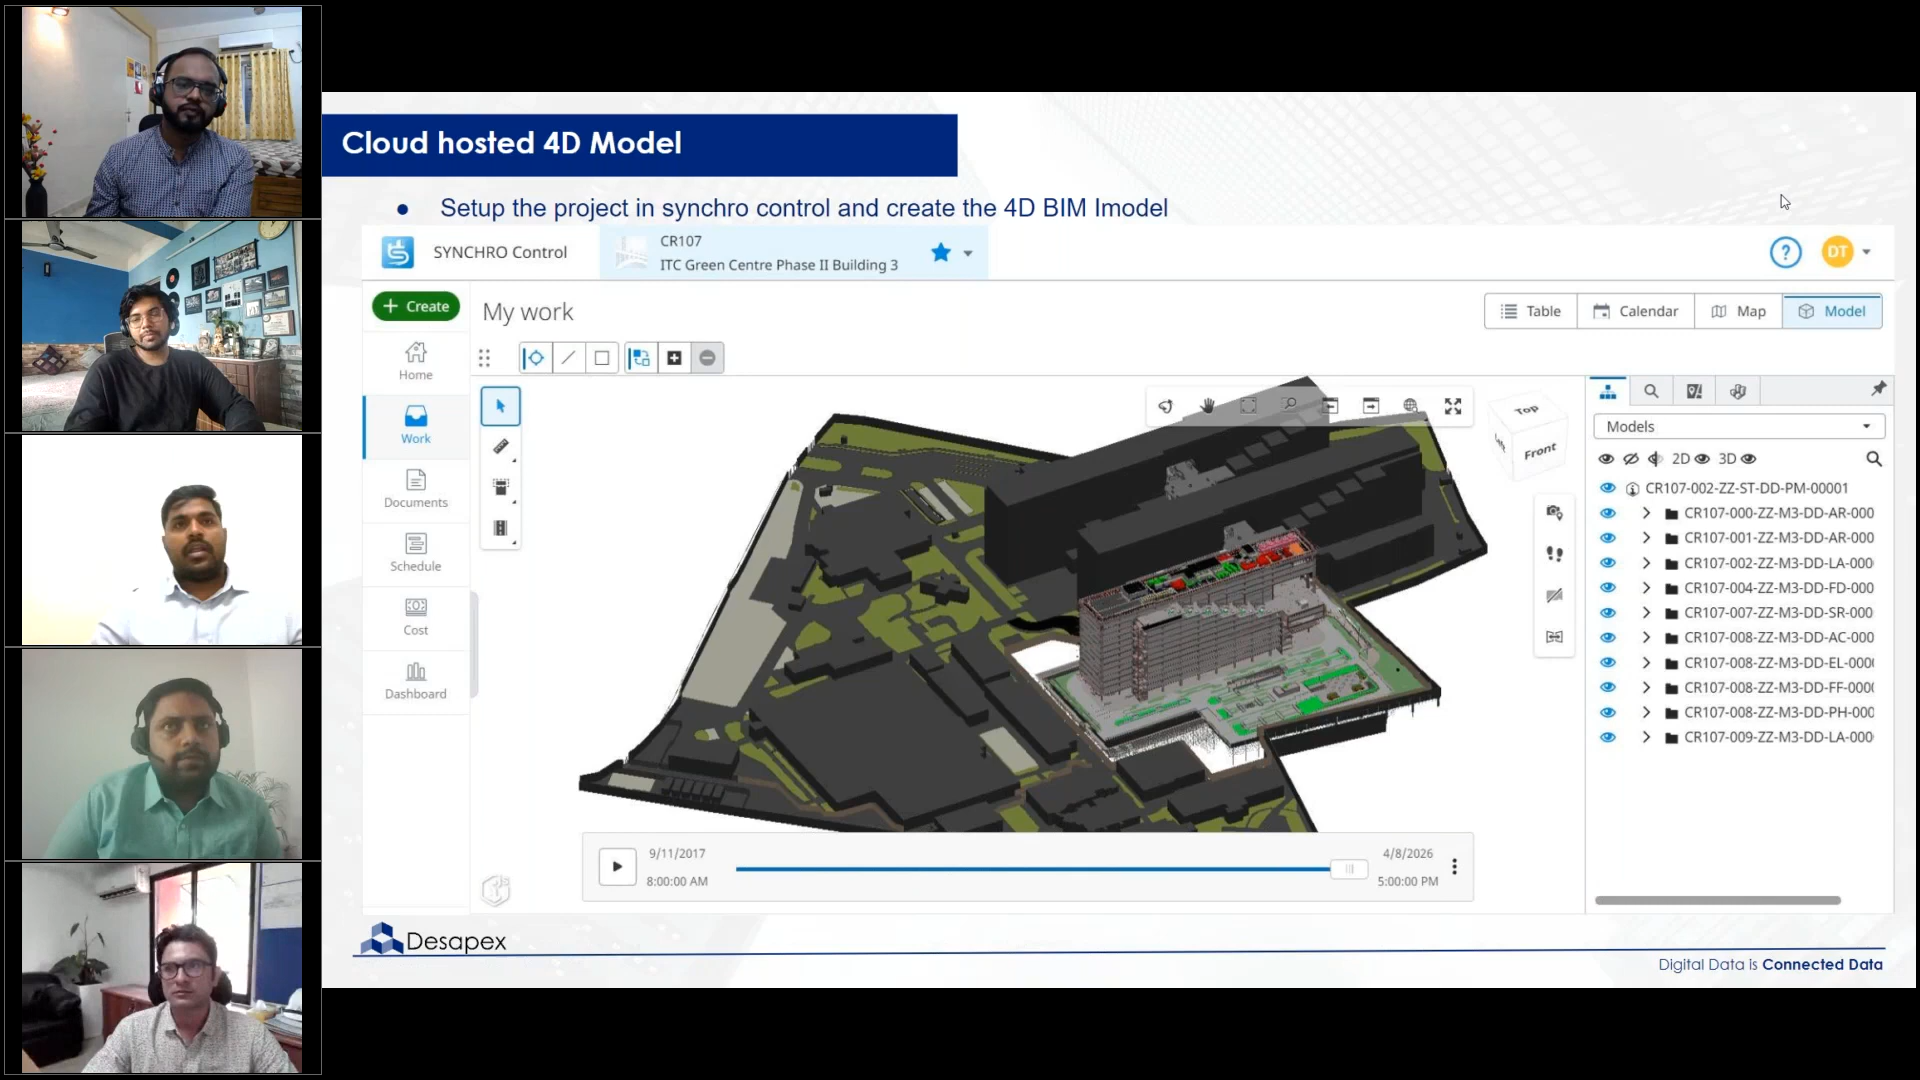 Cloud hosted 4D Model
● Setup the project in synchro control and create the 4D BIM Imodel
SYNCHRO Control
CR107
ITC Green Centre Phase II Building 3
?
DT
+ Create
My work
Table
Calendar
Map
Model
Home
Work
Documents
Schedule
Cost
Dashboard
Top
Left
Front
Models
2D
3D
CR107-002-ZZ-ST-DD-PM-00001
CR107-000-ZZ-M3-DD-AR-000
CR107-001-ZZ-M3-DD-AR-000
CR107-002-ZZ-M3-DD-LA-000
CR107-004-ZZ-M3-DD-FD-000
CR107-007-ZZ-M3-DD-SR-000
CR107-008-ZZ-M3-DD-AC-000
CR107-008-ZZ-M3-DD-EL-000
CR107-008-ZZ-M3-DD-FF-000
CR107-008-ZZ-M3-DD-PH-000
CR107-009-ZZ-M3-DD-LA-000
9/11/2017
8:00:00 AM
4/8/2026
5:00:00 PM
Desapex
Digital Data is Connected Data